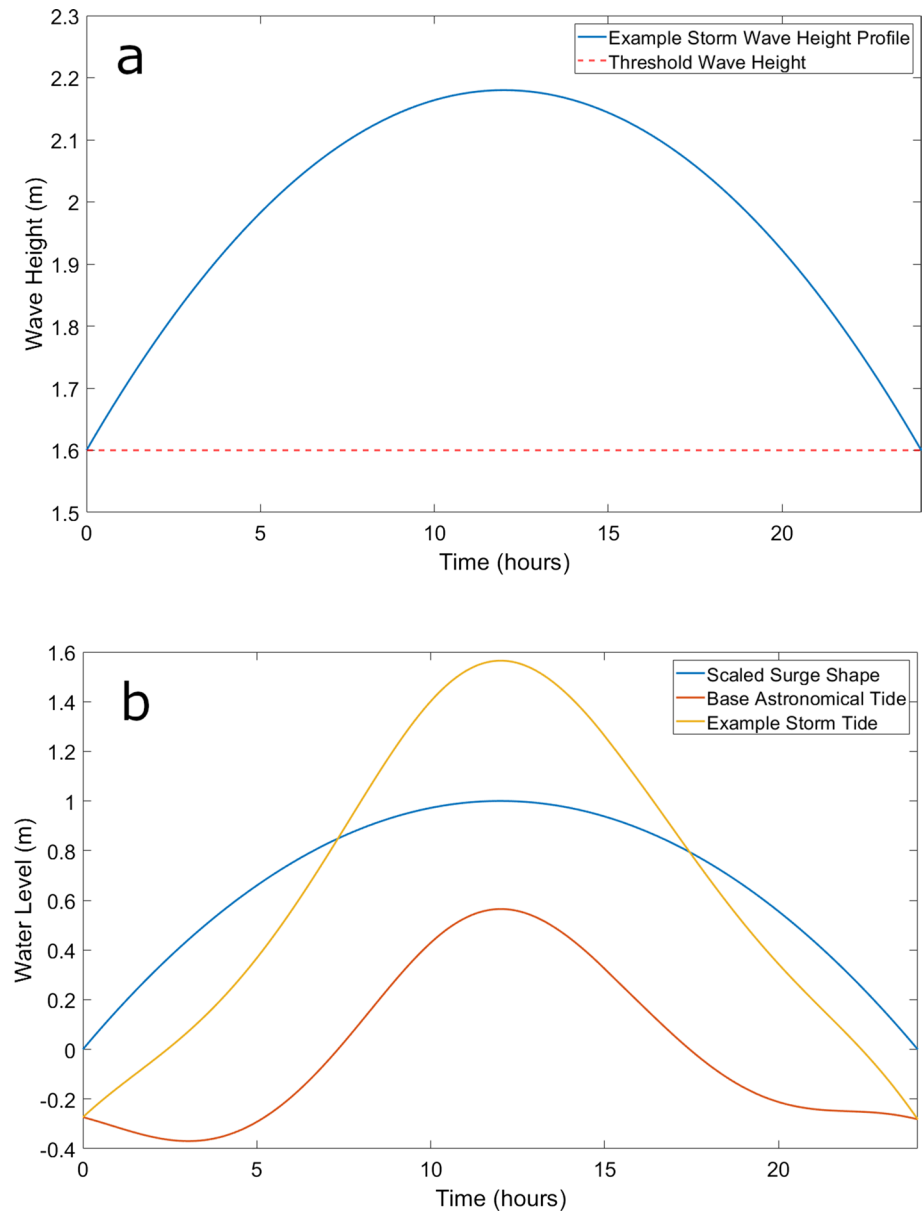 a
Example Storm Wave Height Profile
Threshold Wave Height
2.3
2.2
2.1
2
1.9
1.8
1.7
1.6
1.5
Wave Height (m)
0 5 10 15 20
Time (hours)
b
Scaled Surge Shape
Base Astronomical Tide
Example Storm Tide
1.6
1.4
1.2
1
0.8
0.6
0.4
0.2
0
-0.2
-0.4
Water Level (m)
0 5 10 15 20
Time (hours)